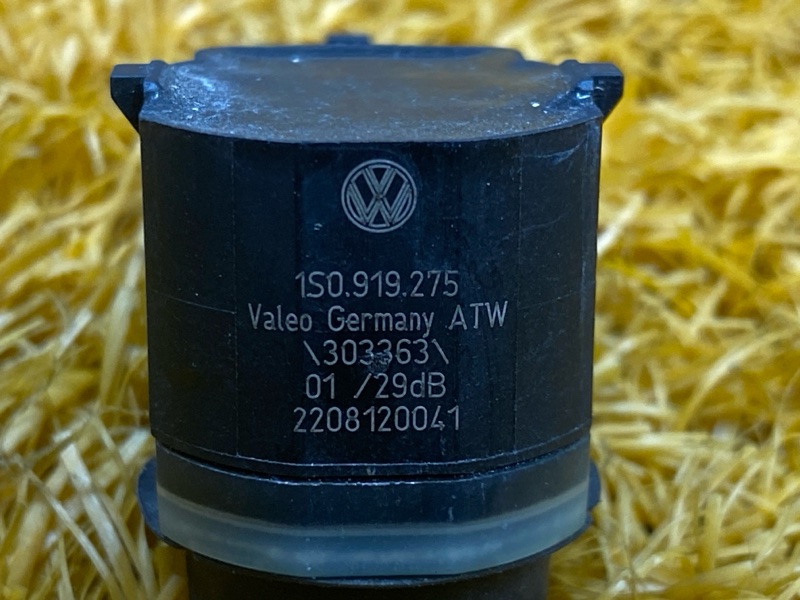 1S0.919.275
Valeo Germany ATW
\303363\
01 /29dB
2208120041